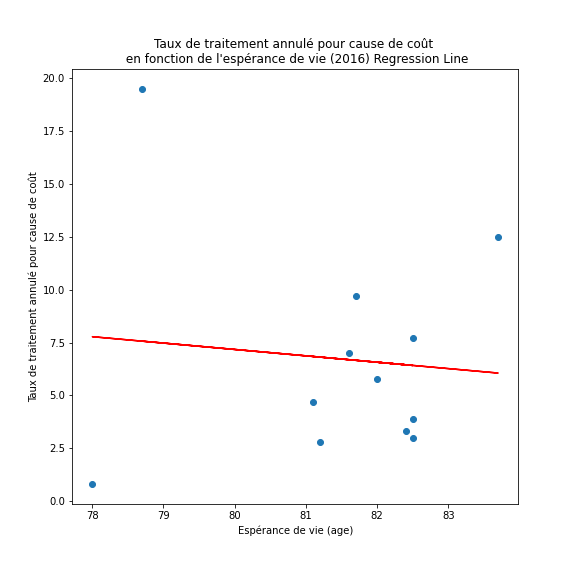 Taux de traitement annulé pour cause de coût
en fonction de l'espérance de vie (2016) Regression Line
Taux de traitement annulé pour cause de coût
20.0
17.5
15.0
12.5
10.0
7.5
5.0
2.5
0.0
78 79 80 81 82 83
Espérance de vie (age)